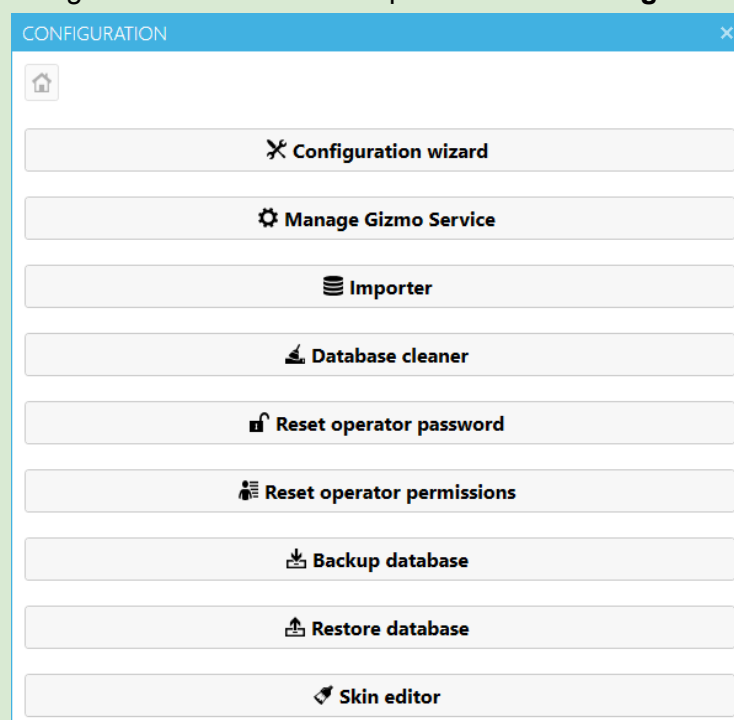 CONFIGURATION
Configuration wizard
Manage Gizmo Service
Importer
Database cleaner
Reset operator password
Reset operator permissions
Backup database
Restore database
Skin editor